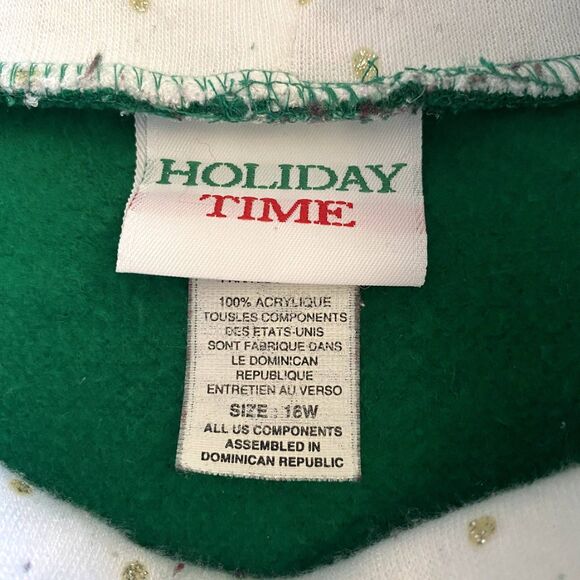 HOLIDAY
TIME
100% ACRYLIQUE
TOUSLES COMPONENTS
DES ETATS-UNIS
SONT FABRIQUE DANS
LE DOMINICAN
REPUBLIQUE
ENTRETIEN AU VERSO
SIZE : 18W
ALL US COMPONENTS
ASSEMBLED IN
DOMINICAN REPUBLIC